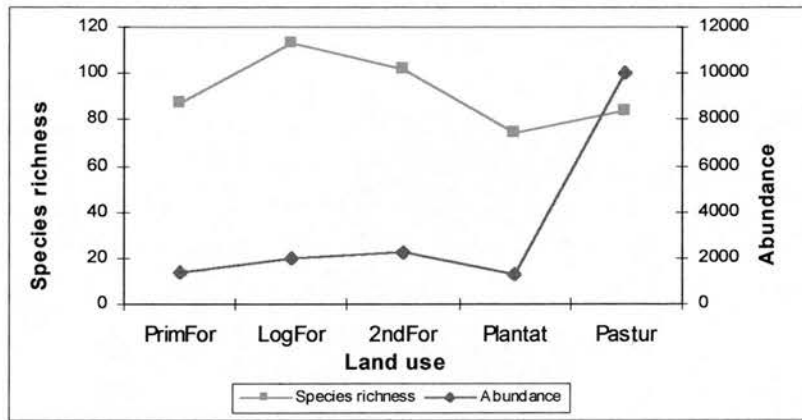 120
100
80
60
40
20
0
Species richness
12000
10000
8000
6000
4000
2000
0
Abundance
PrimFor LogFor 2ndFor Plantat Pastur
Land use
Species richness Abundance